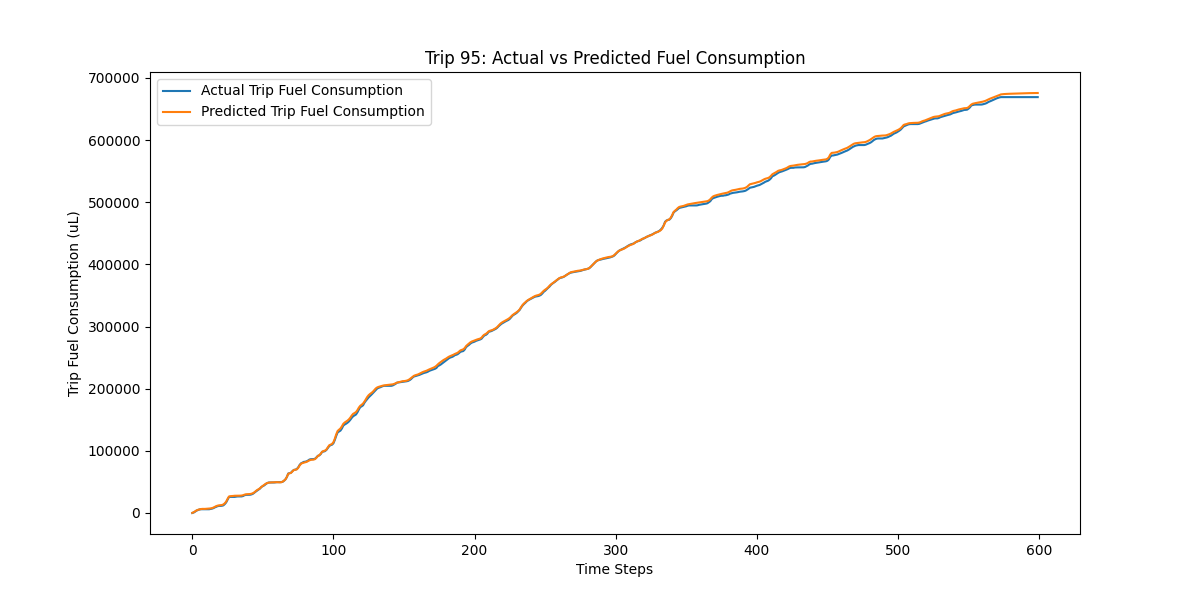 Trip 95: Actual vs Predicted Fuel Consumption
Actual Trip Fuel Consumption
Predicted Trip Fuel Consumption
Trip Fuel Consumption (uL)
700000
600000
500000
400000
300000
200000
100000
0
0 100 200 300 400 500 600
Time Steps